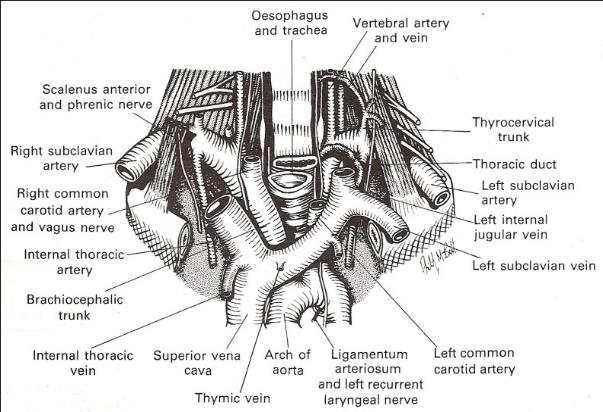 Oesophagus
and trachea
Vertebral artery
and vein
Scalenus anterior
and phrenic nerve
Thyrocervical
trunk
Right subclavian
artery
Thoracic duct
Left subclavian
artery
Right common
carotid artery
and vagus nerve
Left internal
jugular vein
Internal thoracic
artery
Left subclavian vein
Brachiocephalic
trunk
Internal thoracic
vein
Superior vena
cava
Arch of
aorta
Ligamentum
arteriosum
and left recurrent
laryngeal nerve
Left common
carotid artery
Thymic vein